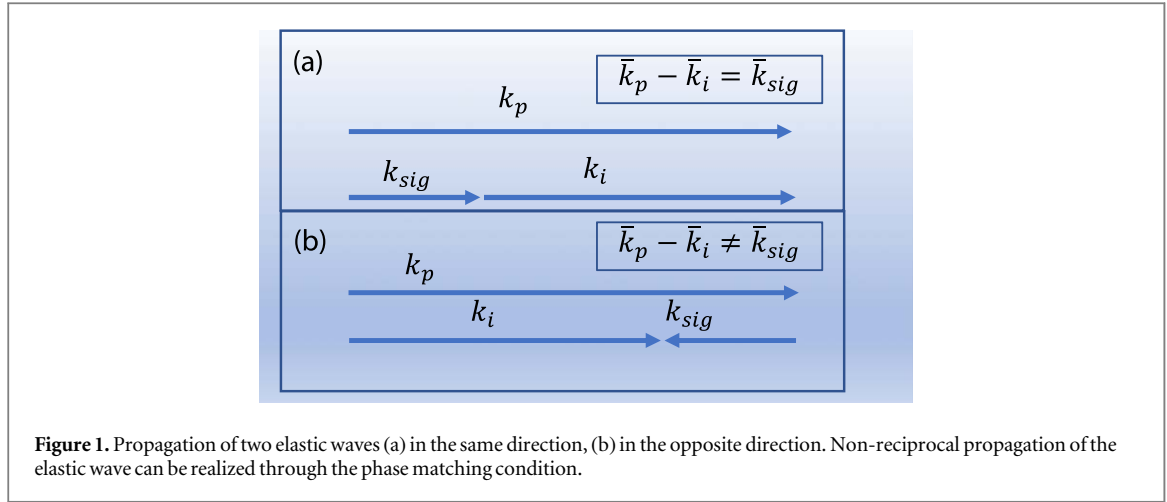 (a)
k̄_p − k̄_i = k̄_sig
k_p
k_sig
k_i
(b)
k̄_p − k̄_i ≠ k̄_sig
k_p
k_i
k_sig
Figure 1. Propagation of two elastic waves (a) in the same direction, (b) in the opposite direction. Non-reciprocal propagation of the
elastic wave can be realized through the phase matching condition.